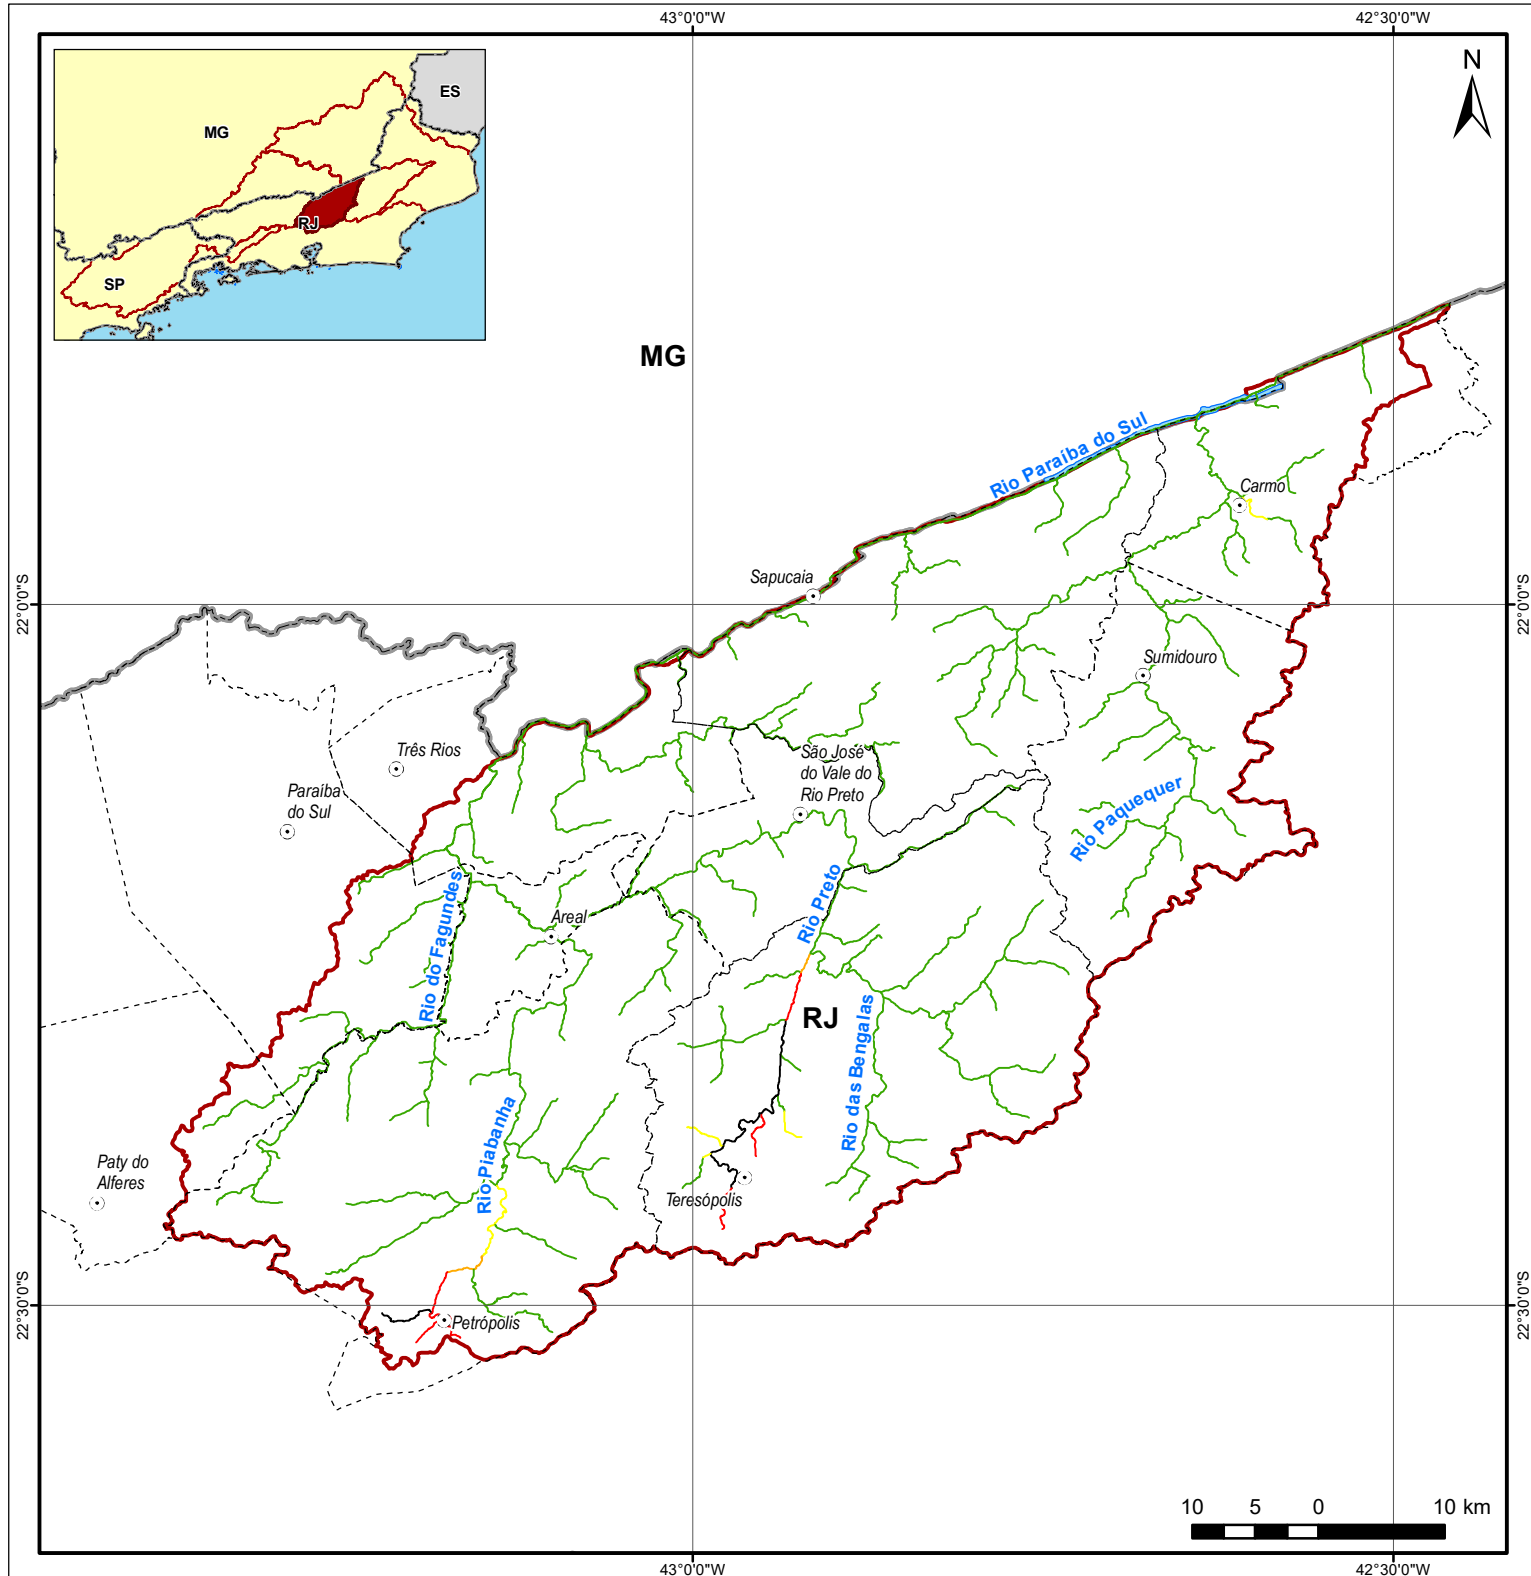 43°0'0"W
42°30'0"W
N
ES
MG
RJ
SP
MG
Rio Paraíba do Sul
Carmo
Sapucaia
22°0'0"S
22°0'0"S
Sumidouro
Três Rios
São José
do Vale do
Rio Preto
Paraíba
do Sul
Rio Paquequer
Rio do Fagundes
Areal
Rio Preto
RJ
Rio das Bengalas
Rio Piabanha
Paty do
Alferes
Teresópolis
22°30'0"S
22°30'0"S
Petrópolis
10 5 0 10 km
43°0'0"W
42°30'0"W